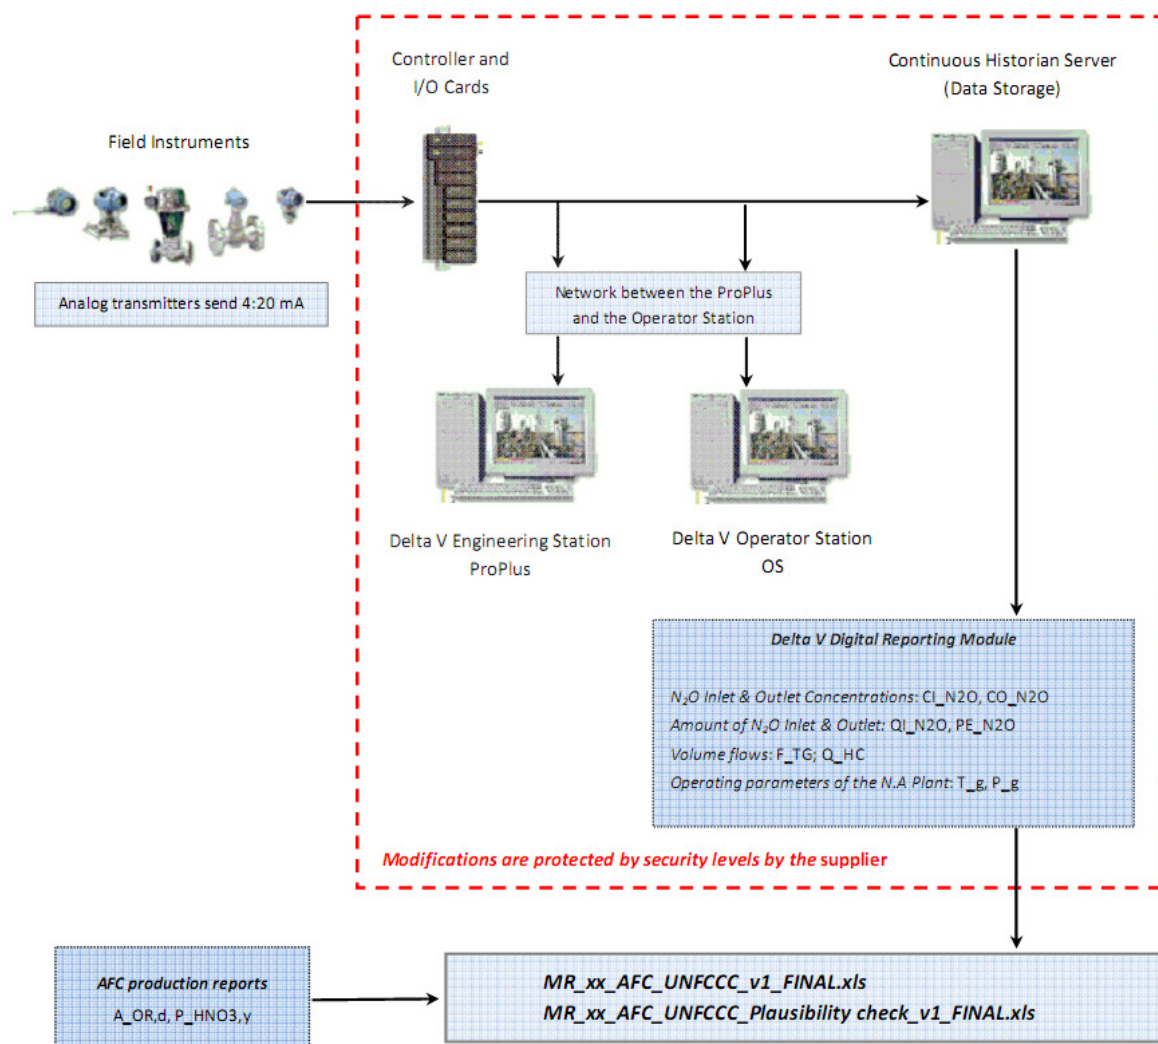 Controller and
I/O Cards
Continuous Historian Server
(Data Storage)
Field Instruments
Analog transmitters send 4:20 mA
Network between the ProPlus
and the Operator Station
Delta V Engineering Station
ProPlus
Delta V Operator Station
OS
Delta V Digital Reporting Module
N₂O Inlet & Outlet Concentrations: CI_N2O, CO_N2O
Amount of N₂O Inlet & Outlet: QI_N2O, PE_N2O
Volume flows: F_TG; Q_HC
Operating parameters of the N.A Plant: T_g, P_g
Modifications are protected by security levels by the supplier
AFC production reports
A_OR,d, P_HNO3,y
MR_xx_AFC_UNFCCC_v1_FINAL.xls
MR_xx_AFC_UNFCCC_Plausibility check_v1_FINAL.xls